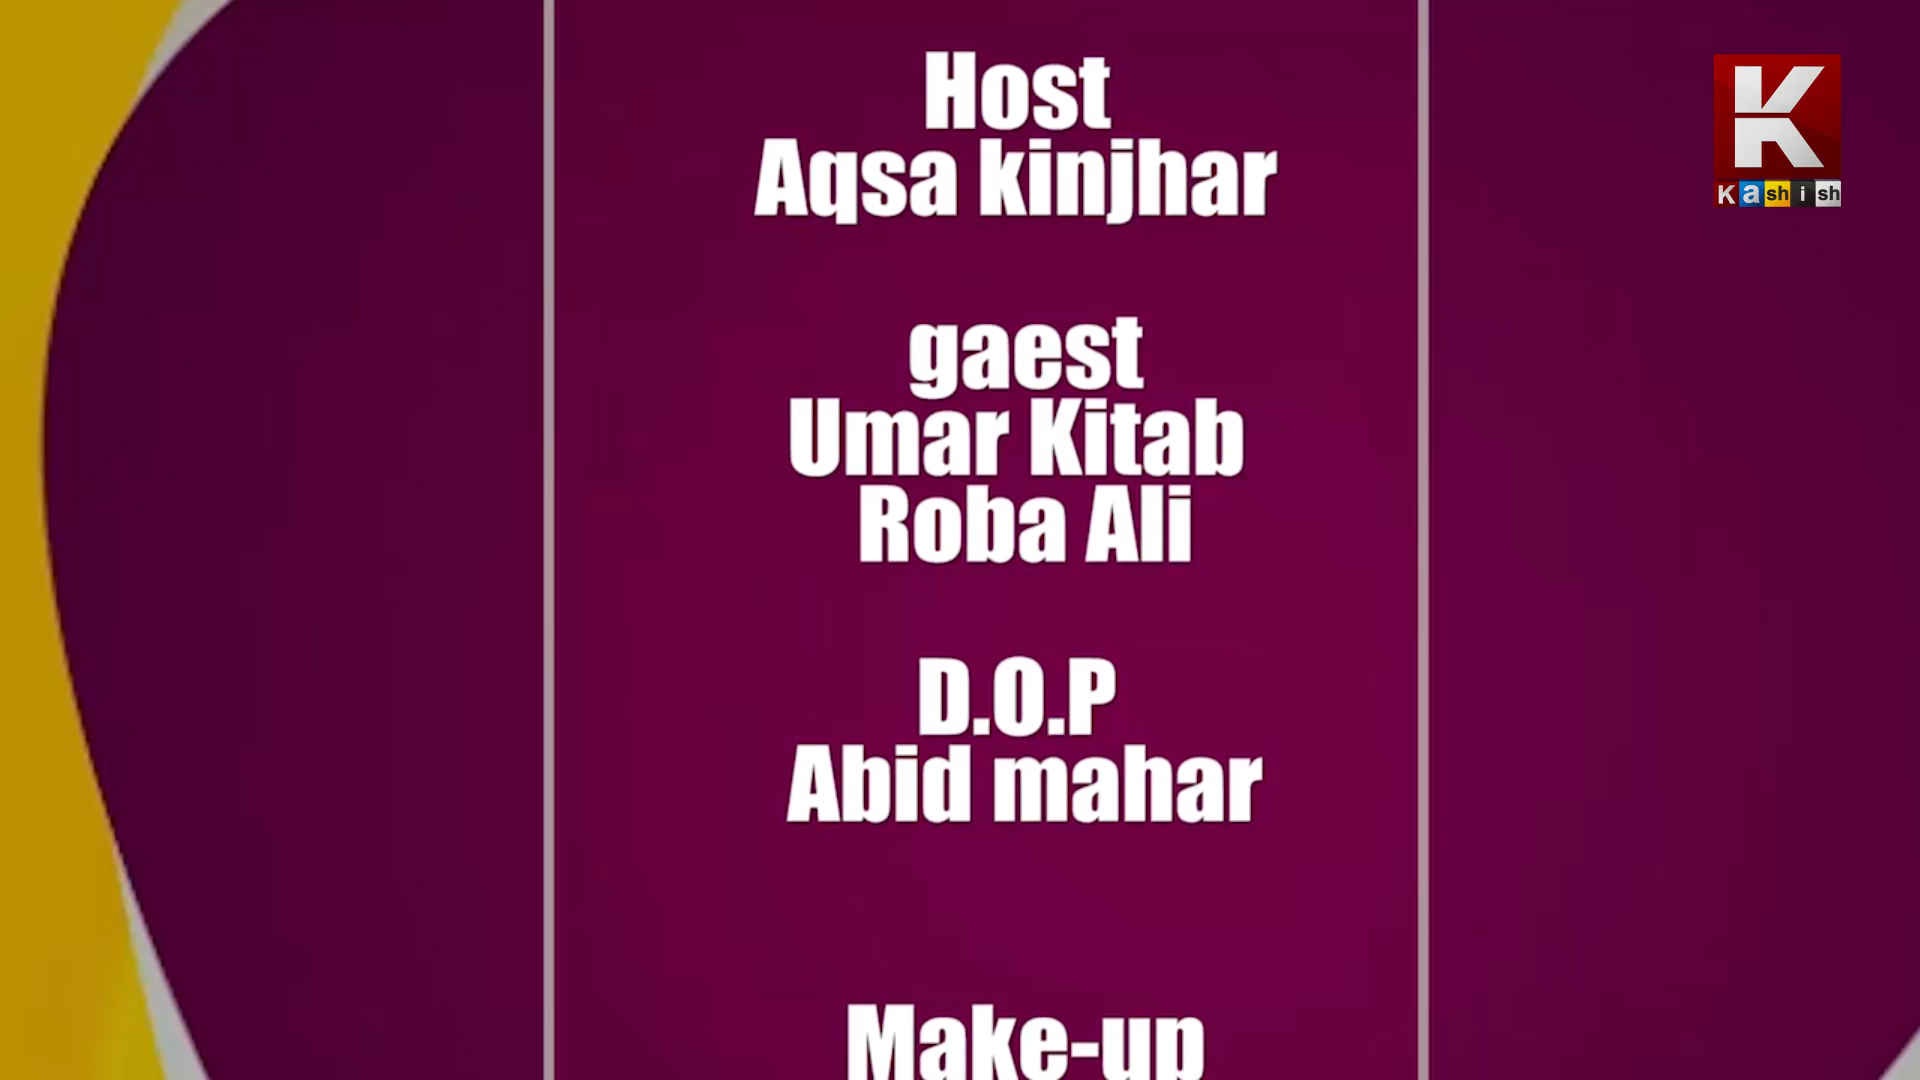 Host
Aqsa kinjhar
gaest
Umar Kitab
Roba Ali
D.O.P
Abid mahar
Make-up
K
Kashish